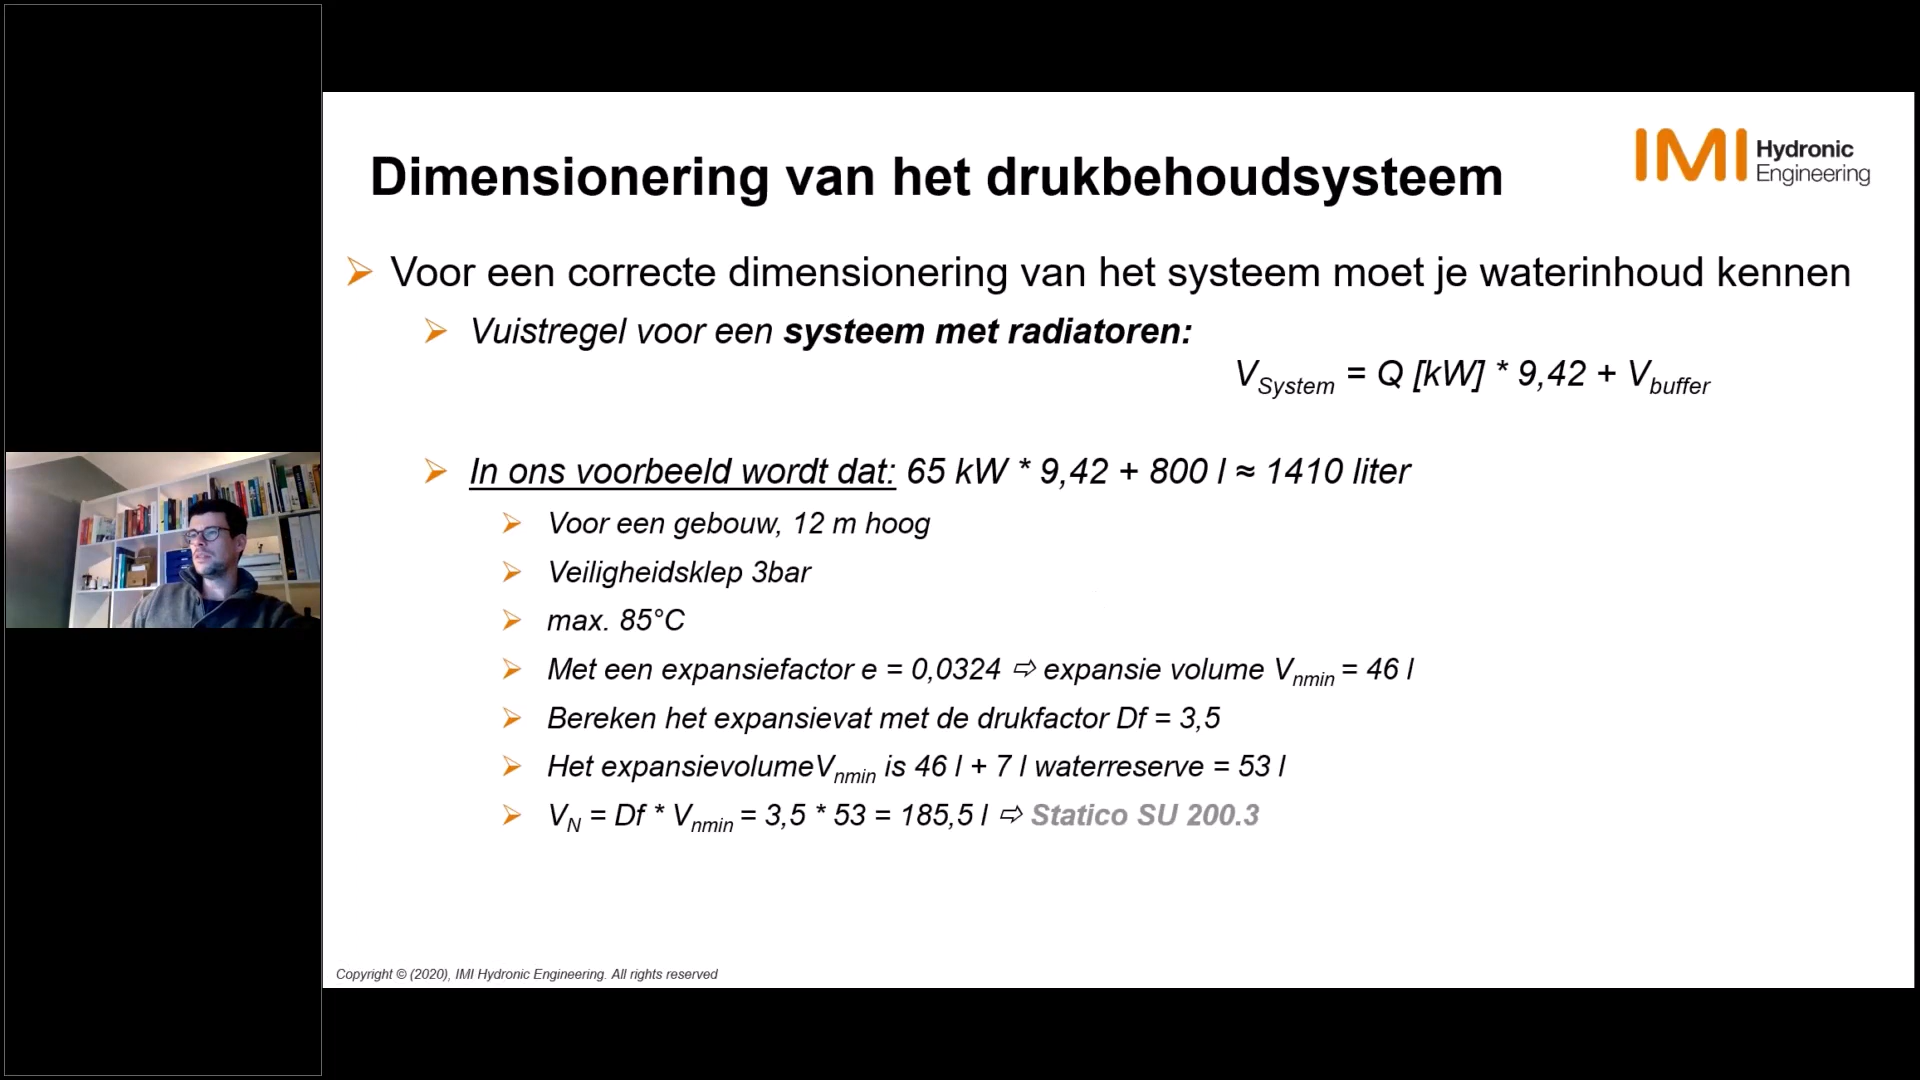 Dimensionering van het drukbehoudsysteem
IMI Hydronic
Engineering
Voor een correcte dimensionering van het systeem moet je waterinhoud kennen
Vuistregel voor een systeem met radiatoren:
VSystem = Q [kW] * 9,42 + Vbuffer
In ons voorbeeld wordt dat: 65 kW * 9,42 + 800 l ≈ 1410 liter
Voor een gebouw, 12 m hoog
Veiligheidsklep 3bar
max. 85°C
Met een expansiefactor e = 0,0324 ⇨ expansie volume Vnmin = 46 l
Bereken het expansievat met de drukfactor Df = 3,5
Het expansievolumeVnmin is 46 l + 7 l waterreserve = 53 l
VN = Df * Vnmin = 3,5 * 53 = 185,5 l ⇨ Statico SU 200.3
Copyright © (2020), IMI Hydronic Engineering. All rights reserved